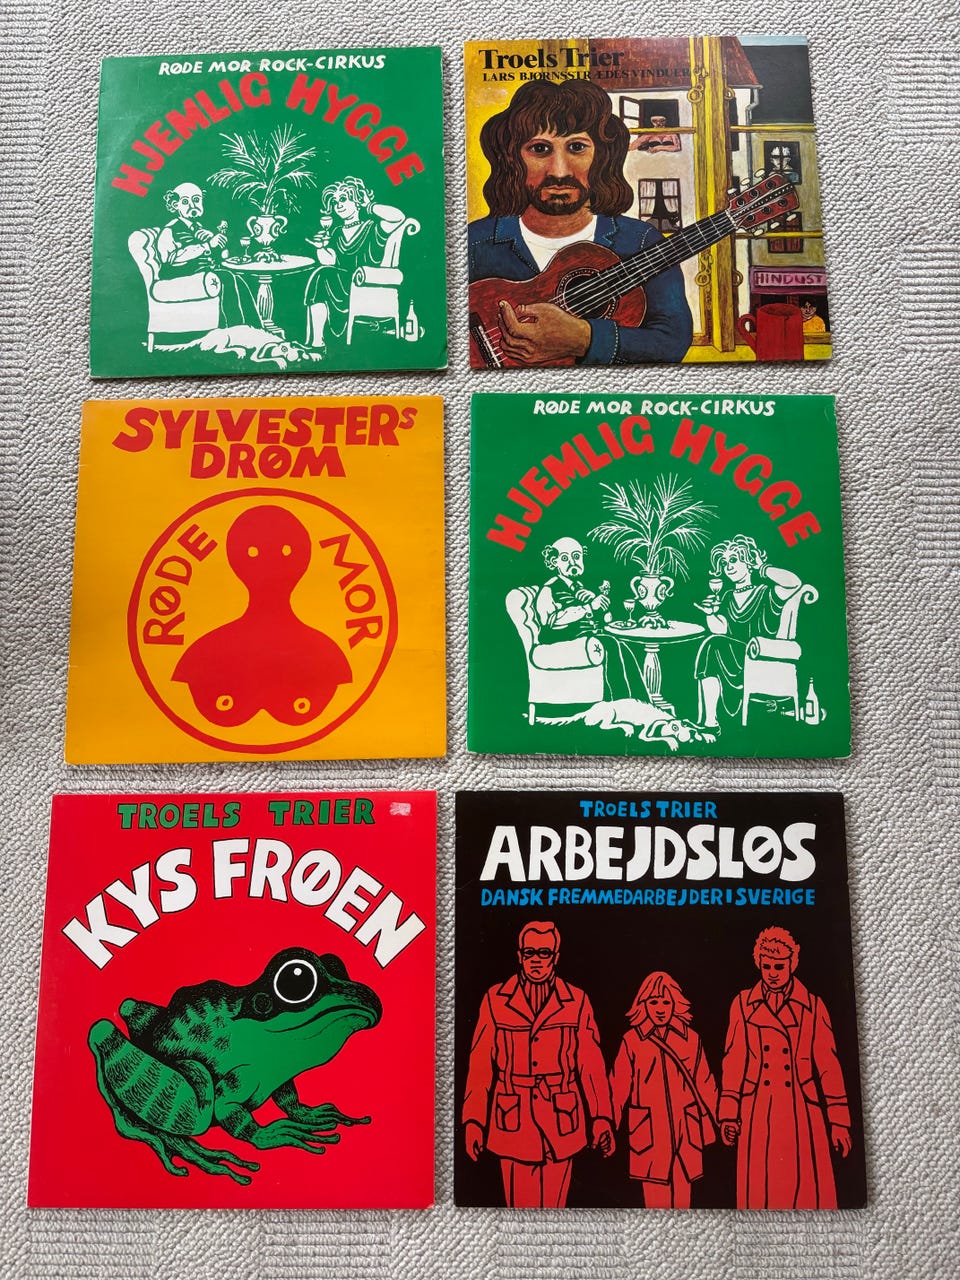 RØDE MOR ROCK-CIRKUS
HJEMLIG HYGGE
Troels Trier
LARS BJØRNSSTRÆDES VINDUER
HINDUST
SYLVESTERS
DRØM
RØDE MOR
RØDE MOR ROCK-CIRKUS
HJEMLIG HYGGE
TROELS TRIER
KYS FRØEN
TROELS TRIER
ARBEJDSLØS
DANSK FREMMEDARBEJDER I SVERIGE